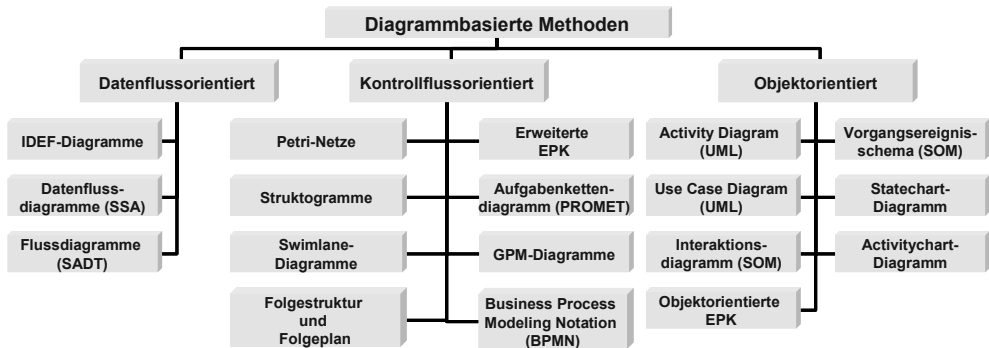 Diagrammbasierte Methoden
Datenflussorientiert
Kontrollflussorientiert
Objektorientiert
IDEF-Diagramme
Datenfluss-
diagramme (SSA)
Flussdiagramme
(SADT)
Petri-Netze
Struktogramme
Swimlane-
Diagramme
Folgestruktur
und
Folgeplan
Erweiterte
EPK
Aufgabenketten-
diagramm (PROMET)
GPM-Diagramme
Business Process
Modeling Notation
(BPMN)
Activity Diagram
(UML)
Use Case Diagram
(UML)
Interaktions-
diagramm (SOM)
Objektorientierte
EPK
Vorgangsereignis-
schema (SOM)
Statechart-
Diagramm
Activitychart-
Diagramm